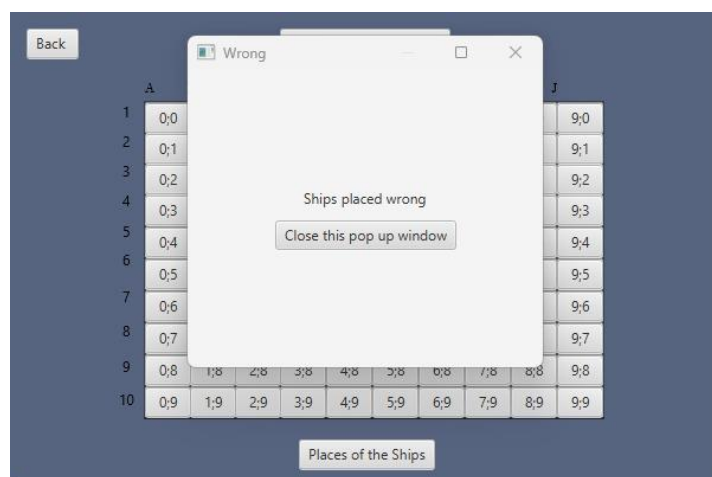 Back
Wrong
A J
1 0;0 9;0
2 0;1 9;1
3 0;2 9;2
4 0;3 9;3
Ships placed wrong
5 0;4 Close this pop up window 9;4
6 0;5 9;5
7 0;6 9;6
8 0;7 9;7
9 0;8 1;8 2;8 3;8 4;8 5;8 6;8 7;8 8;8 9;8
10 0;9 1;9 2;9 3;9 4;9 5;9 6;9 7;9 8;9 9;9
Places of the Ships